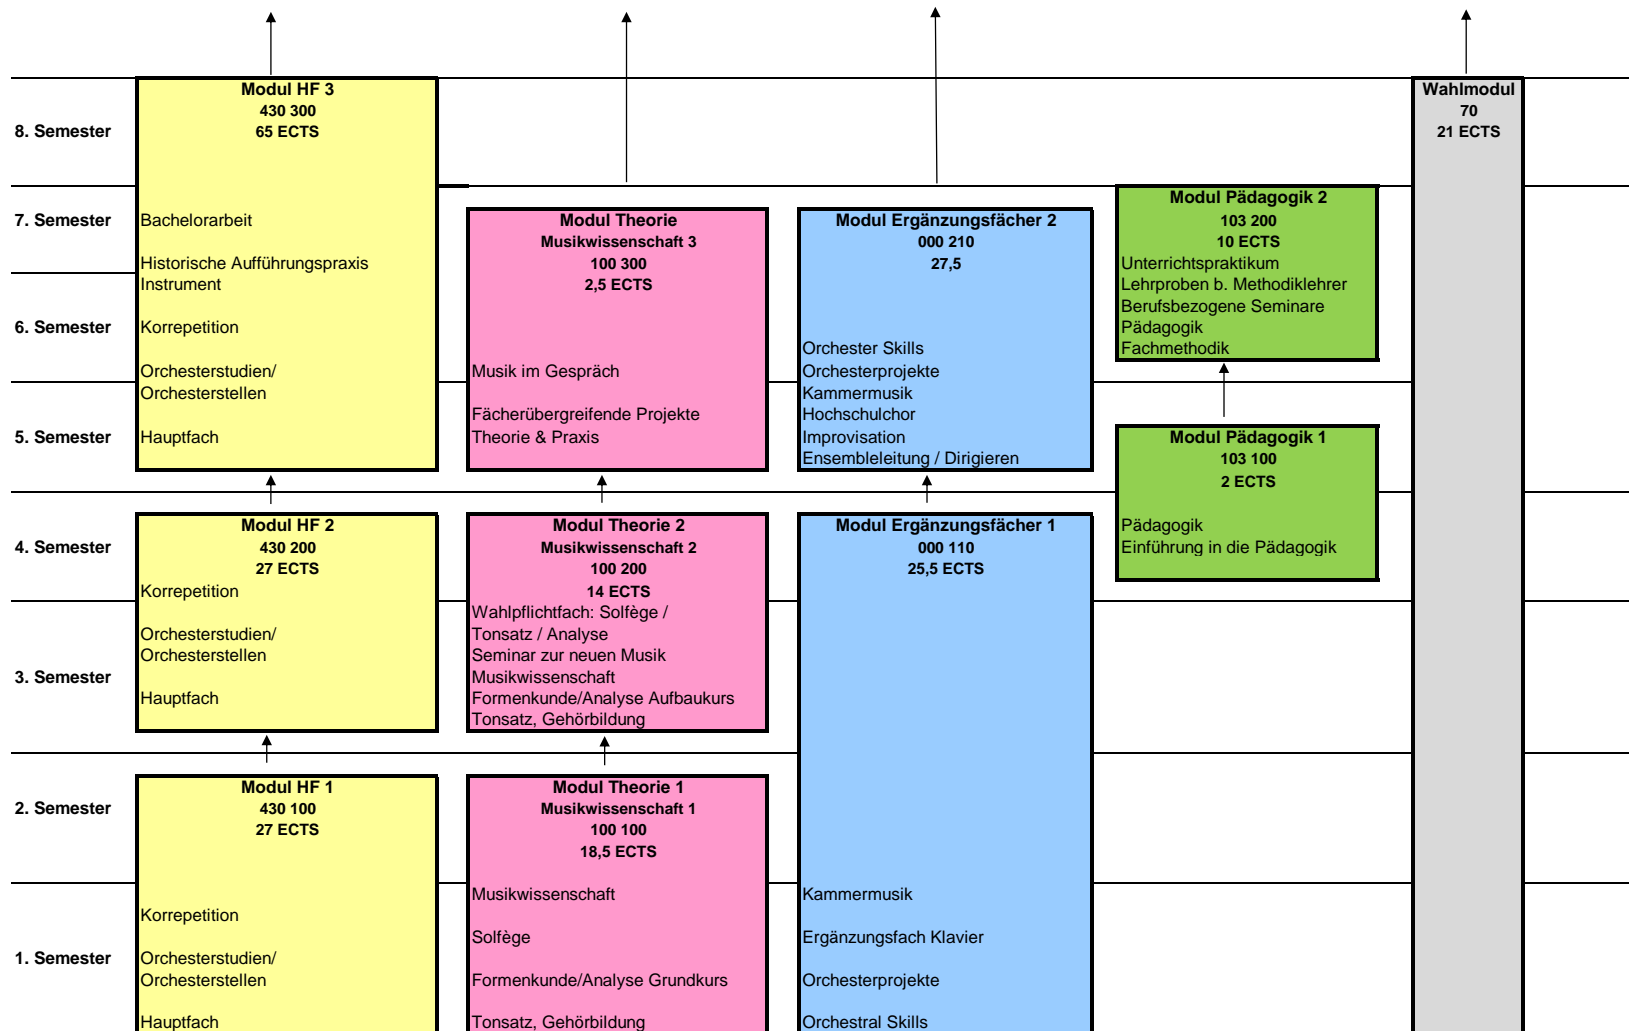 Modul HF 3
430 300
65 ECTS
Wahlmodul
70
21 ECTS
8. Semester
7. Semester
Bachelorarbeit
Historische Aufführungspraxis
Instrument
Korrepetition
Orchesterstudien/
Orchesterstellen
Hauptfach
Modul Theorie
Musikwissenschaft 3
100 300
2,5 ECTS
Musik im Gespräch
Fächerübergreifende Projekte
Theorie & Praxis
Modul Ergänzungsfächer 2
000 210
27,5
Orchester Skills
Orchesterprojekte
Kammermusik
Hochschulchor
Improvisation
Ensembleleitung / Dirigieren
Modul Pädagogik 2
103 200
10 ECTS
Unterrichtspraktikum
Lehrproben b. Methodiklehrer
Berufsbezogene Seminare
Pädagogik
Fachmethodik
6. Semester
5. Semester
Modul Pädagogik 1
103 100
2 ECTS
Pädagogik
Einführung in die Pädagogik
4. Semester
Modul HF 2
430 200
27 ECTS
Korrepetition
Orchesterstudien/
Orchesterstellen
Hauptfach
Modul Theorie 2
Musikwissenschaft 2
100 200
14 ECTS
Wahlpflichtfach: Solfège /
Tonsatz / Analyse
Seminar zur neuen Musik
Musikwissenschaft
Formenkunde/Analyse Aufbaukurs
Tonsatz, Gehörbildung
Modul Ergänzungsfächer 1
000 110
25,5 ECTS
Kammermusik
Ergänzungsfach Klavier
Orchesterprojekte
Orchestral Skills
3. Semester
2. Semester
Modul HF 1
430 100
27 ECTS
Korrepetition
Orchesterstudien/
Orchesterstellen
Hauptfach
Modul Theorie 1
Musikwissenschaft 1
100 100
18,5 ECTS
Musikwissenschaft
Solfège
Formenkunde/Analyse Grundkurs
Tonsatz, Gehörbildung
1. Semester